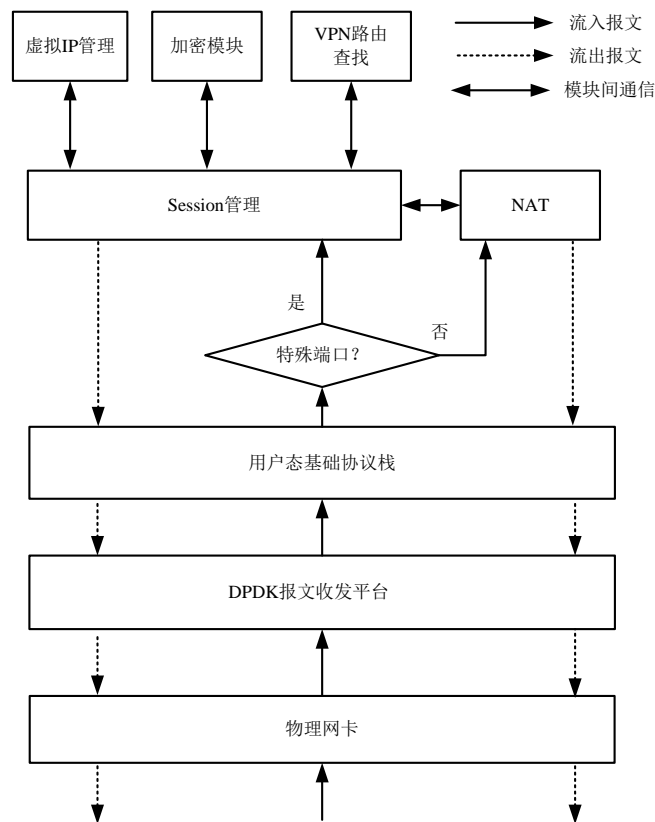 虚拟IP管理
加密模块
VPN路由
查找
流入报文
流出报文
模块间通信
Session管理
NAT
是
否
特殊端口?
用户态基础协议栈
DPDK报文收发平台
物理网卡